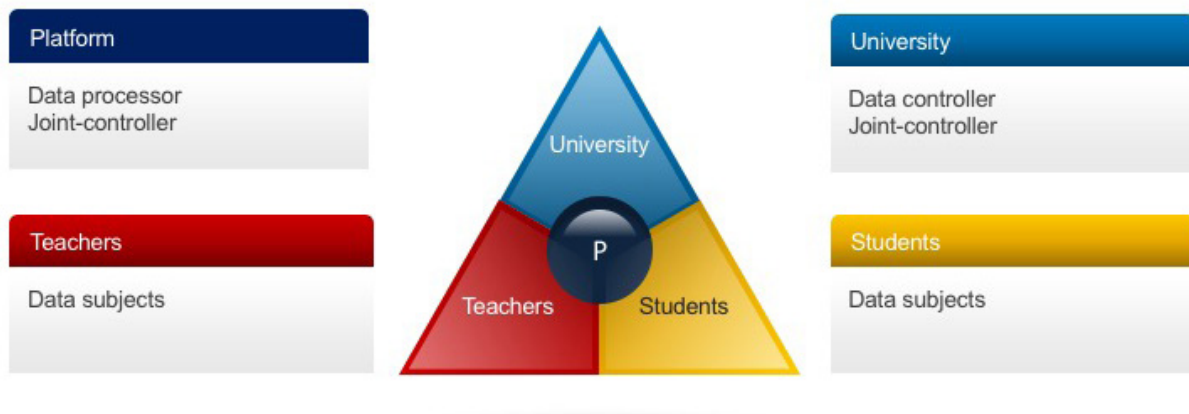 Platform
Data processor
Joint-controller
University
Data controller
Joint-controller
University
P
Teachers
Students
Teachers
Data subjects
Students
Data subjects